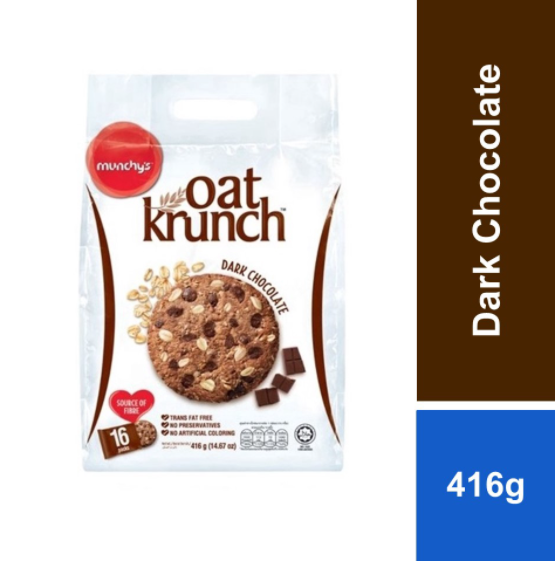 munchy's
oat
krunch™
DARK CHOCOLATE
SOURCE OF
FIBRE
16
TRANS FAT FREE
NO PRESERVATIVES
NO ARTIFICIAL COLORING
416 g (14.67 oz)
Dark Chocolate
416g